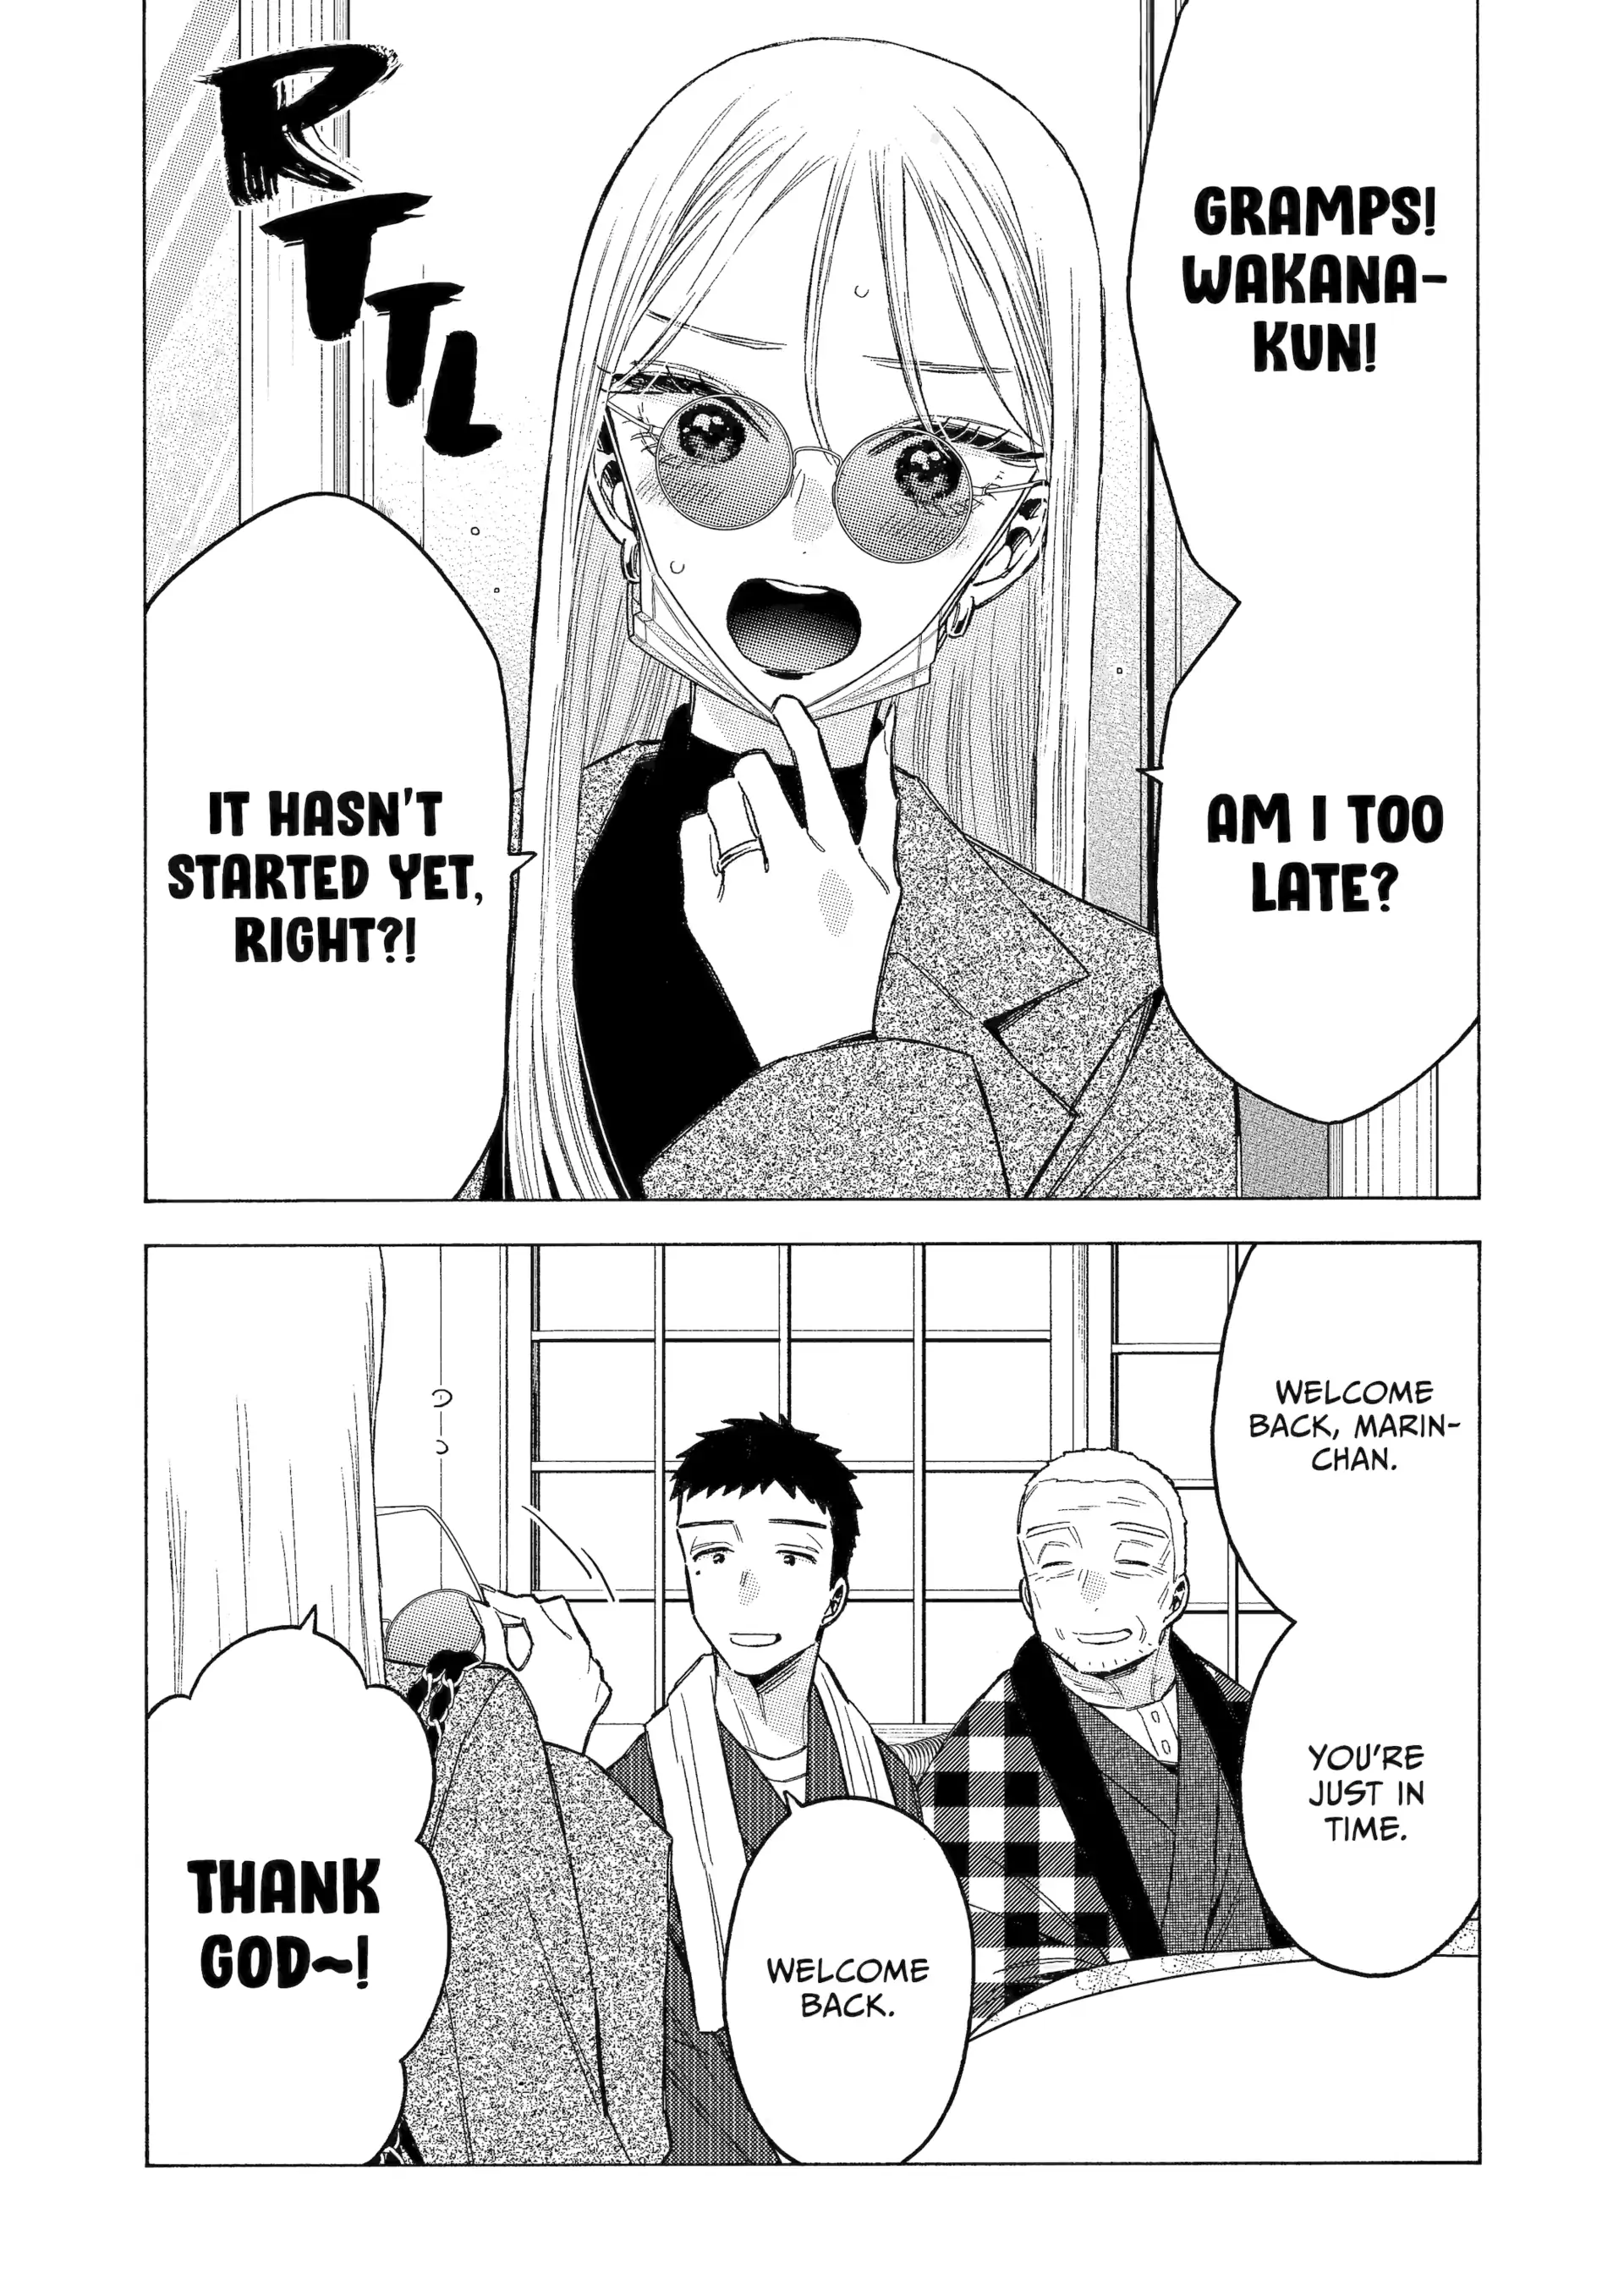 GRAMPS!
WAKANA-
KUN!
AM I TOO
LATE?
RTTL
IT HASN'T
STARTED YET,
RIGHT?!
WELCOME
BACK, MARIN-
CHAN.
YOU'RE
JUST IN
TIME.
WELCOME
BACK.
THANK
GOD~!